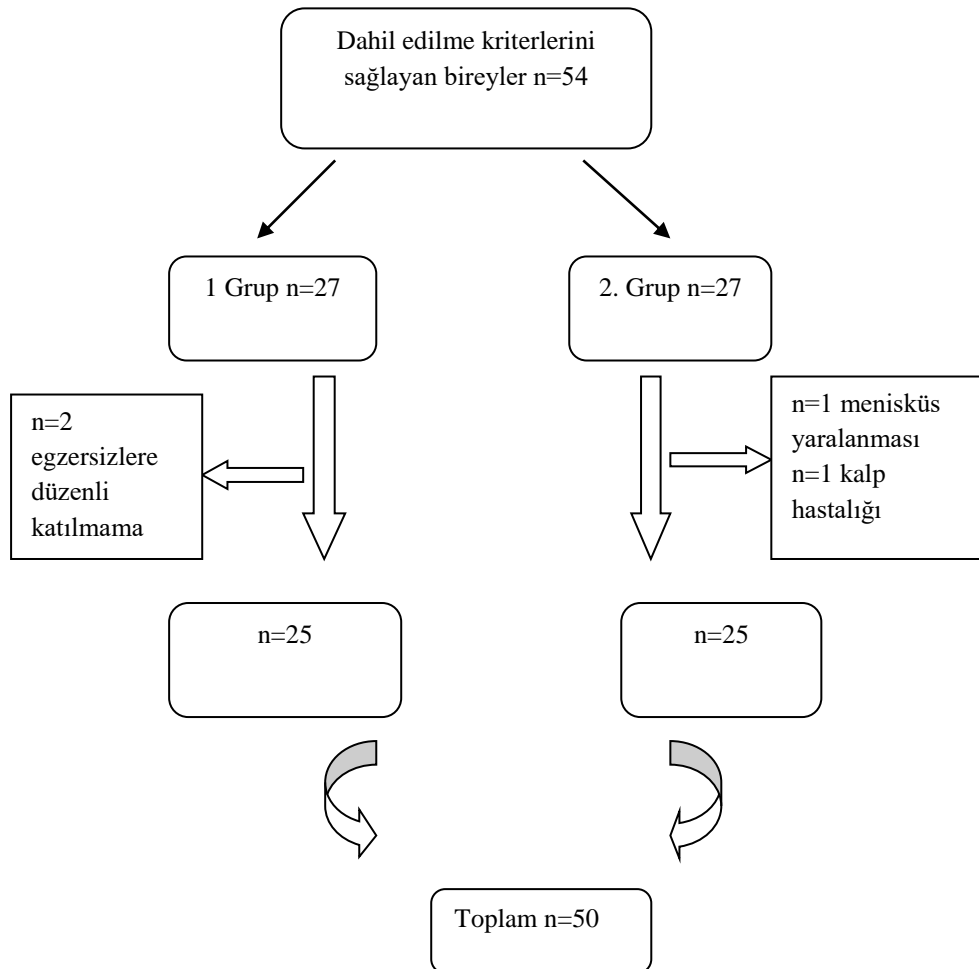 Dahil edilme kriterlerini
sağlayan bireyler n=54
1 Grup n=27
2. Grup n=27
n=2
egzersizlere
düzenli
katılmama
n=1 menisküs
yaralanması
n=1 kalp
hastalığı
n=25
n=25
Toplam n=50